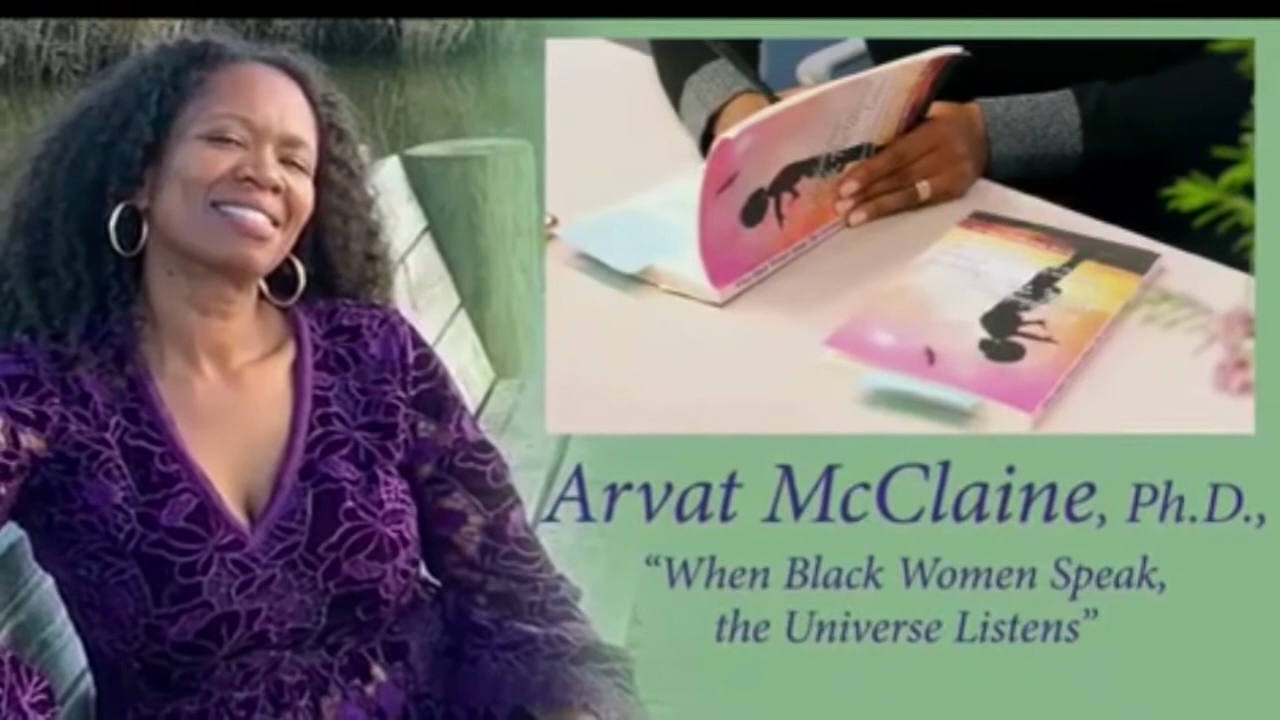 Arvat McClaine, Ph.D.,
“When Black Women Speak,
the Universe Listens”